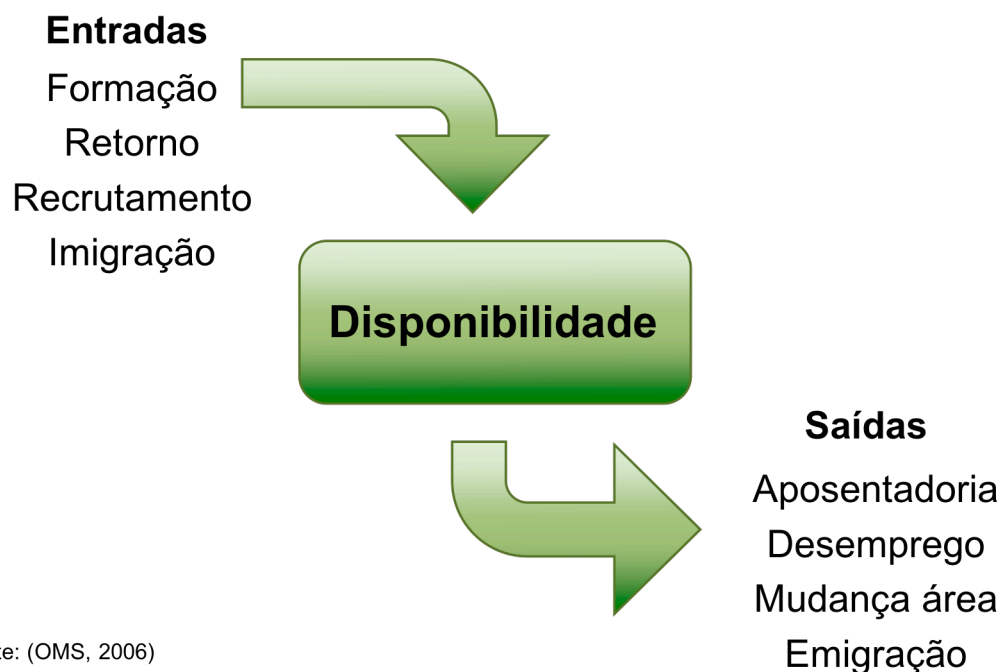 Entradas
Formação
Retorno
Recrutamento
Imigração
Disponibilidade
Saídas
Aposentadoria
Desemprego
Mudança área
Emigração
te: (OMS, 2006)